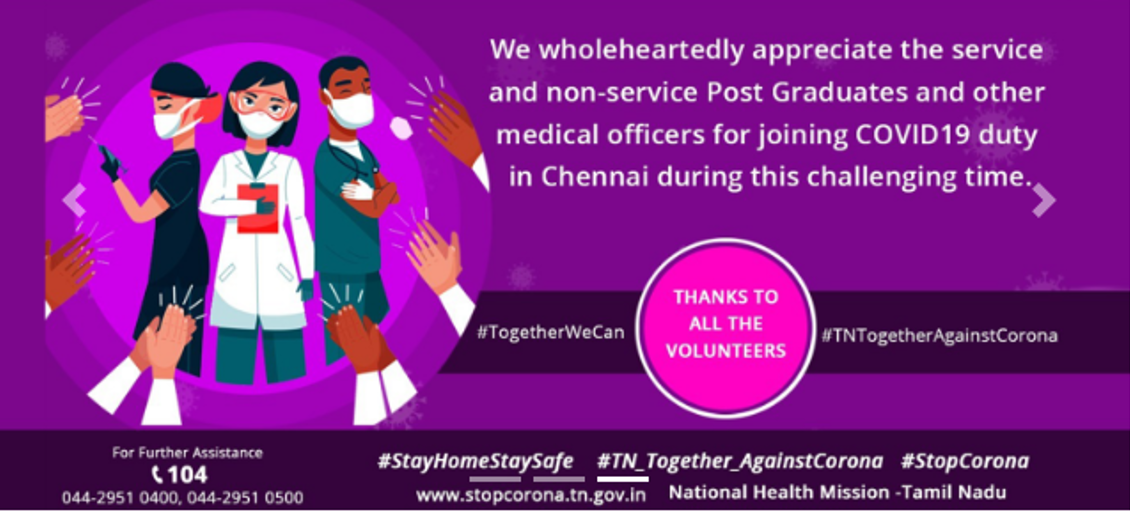 We wholeheartedly appreciate the service
and non-service Post Graduates and other
medical officers for joining COVID19 duty
in Chennai during this challenging time.
THANKS TO
ALL THE
VOLUNTEERS
#TogetherWeCan
#TNTogetherAgainstCorona
For Further Assistance
104
044-2951 0400, 044-2951 0500
#StayHomeStaySafe #TN_Together_AgainstCorona #StopCorona
www.stopcorona.tn.gov.in National Health Mission -Tamil Nadu